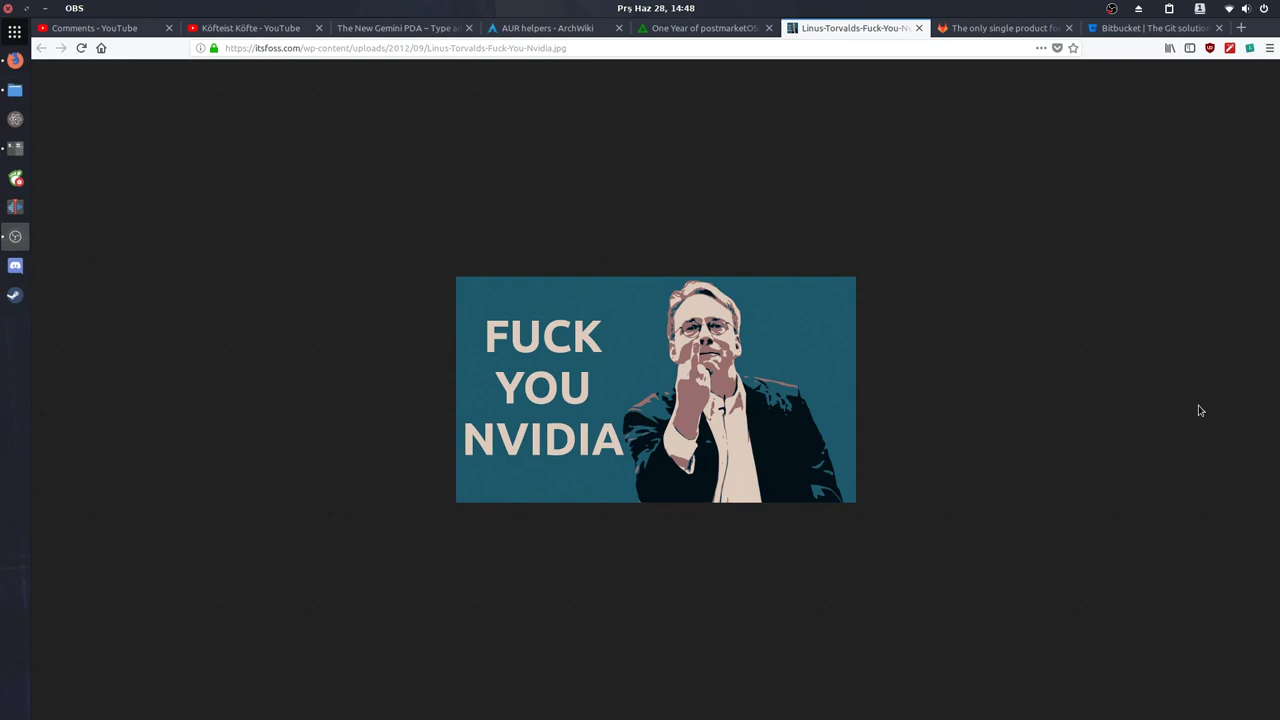 OBS
Prş Haz 28, 14:48
Comments - YouTube
Köfteist Köfte - YouTube
The New Gemini PDA – Type a
AUR helpers - ArchWiki
One Year of postmarketOS
Linus-Torvalds-Fuck-You-N
The only single product fo
Bitbucket | The Git solution
https://itsfoss.com/wp-content/uploads/2012/09/Linus-Torvalds-Fuck-You-Nvidia.jpg
FUCK
YOU
NVIDIA